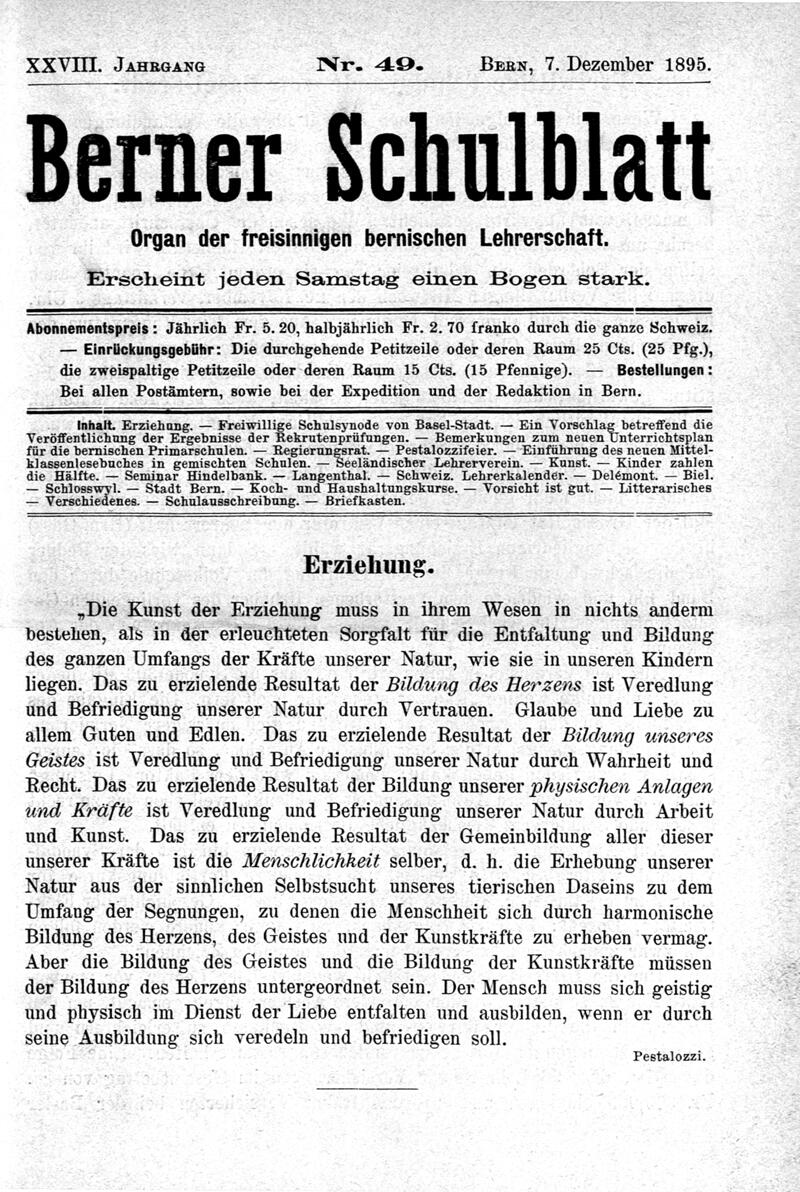 XXVIII. Jahrgang Nr. 49. Bern, 7. Dezember 1895.
Berner Schulblatt
Organ der freisinnigen bernischen Lehrerschaft.
Erscheint jeden Samstag einen Bogen stark.
Abonnementspreis: Jährlich Fr. 5. 20, halbjährlich Fr. 2. 70 franko durch die ganze Schweiz.
— Einrückungsgebühr: Die durchgehende Petitzeile oder deren Raum 25 Cts. (25 Pfg.),
die zweispaltige Petitzeile oder deren Raum 15 Cts. (15 Pfennige). — Bestellungen:
Bei allen Postämtern, sowie bei der Expedition und der Redaktion in Bern.
Inhalt. Erziehung. — Freiwillige Schulsynode von Basel-Stadt. — Ein Vorschlag betreffend die
Veröffentlichung der Ergebnisse der Rekrutenprüfungen. — Bemerkungen zum neuen Unterrichtsplan
für die bernischen Primarschulen. — Regierungsrat. — Pestalozzifeier. — Einführung des neuen Mittel-
klassenlesebuches in gemischten Schulen. — Seeländischer Lehrerverein. — Kunst. — Kinder zahlen
die Hälfte. — Seminar Hindelbank. — Langenthal. — Schweiz. Lehrerkalender. — Delémont. — Biel.
— Schlosswyl. — Stadt Bern. — Koch- und Haushaltungskurse. — Vorsicht ist gut. — Litterarisches
— Verschiedenes. — Schulausschreibung. — Briefkasten.
Erziehung.
„Die Kunst der Erziehung muss in ihrem Wesen in nichts anderm
bestehen, als in der erleuchteten Sorgfalt für die Entfaltung und Bildung
des ganzen Umfangs der Kräfte unserer Natur, wie sie in unseren Kindern
liegen. Das zu erzielende Resultat der Bildung des Herzens ist Veredlung
und Befriedigung unserer Natur durch Vertrauen. Glaube und Liebe zu
allem Guten und Edlen. Das zu erzielende Resultat der Bildung unseres
Geistes ist Veredlung und Befriedigung unserer Natur durch Wahrheit und
Recht. Das zu erzielende Resultat der Bildung unserer physischen Anlagen
und Kräfte ist Veredlung und Befriedigung unserer Natur durch Arbeit
und Kunst. Das zu erzielende Resultat der Gemeinbildung aller dieser
unserer Kräfte ist die Menschlichkeit selber, d. h. die Erhebung unserer
Natur aus der sinnlichen Selbstsucht unseres tierischen Daseins zu dem
Umfang der Segnungen, zu denen die Menschheit sich durch harmonische
Bildung des Herzens, des Geistes und der Kunstkräfte zu erheben vermag.
Aber die Bildung des Geistes und die Bildung der Kunstkräfte müssen
der Bildung des Herzens untergeordnet sein. Der Mensch muss sich geistig
und physisch im Dienst der Liebe entfalten und ausbilden, wenn er durch
seine Ausbildung sich veredeln und befriedigen soll.
Pestalozzi.